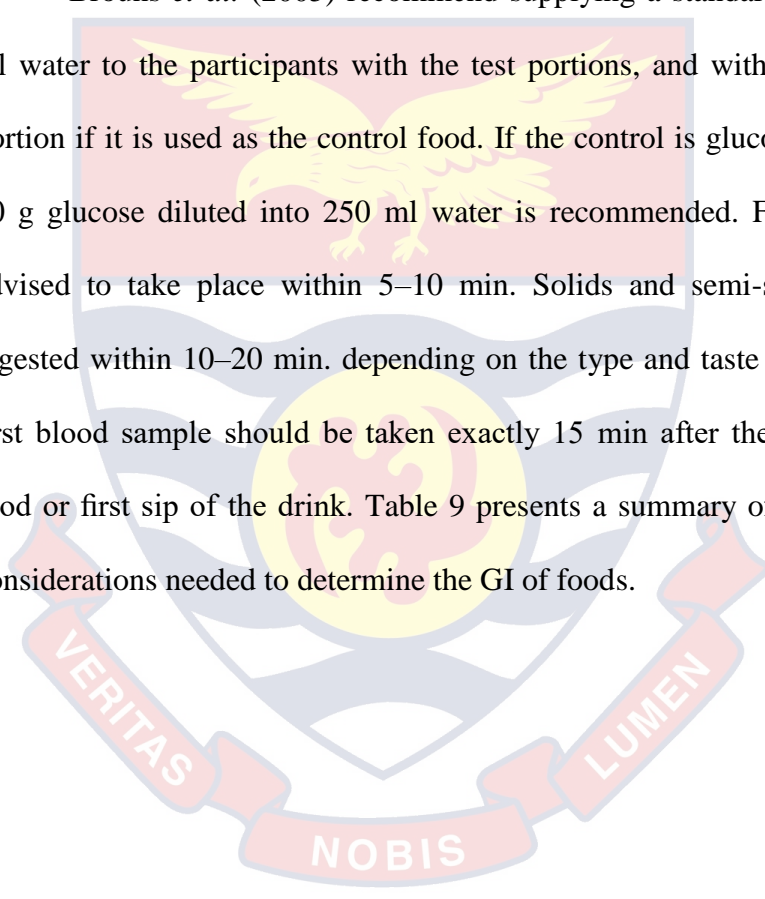 Brouns et al. (2005) recommend supplying a standar
l water to the participants with the test portions, and with
ortion if it is used as the control food. If the control is gluco
0 g glucose diluted into 250 ml water is recommended. F
dvised to take place within 5–10 min. Solids and semi-s
gested within 10–20 min. depending on the type and taste
rst blood sample should be taken exactly 15 min after the
ood or first sip of the drink. Table 9 presents a summary o
onsiderations needed to determine the GI of foods.
VERITAS
NOBIS
LUMEN